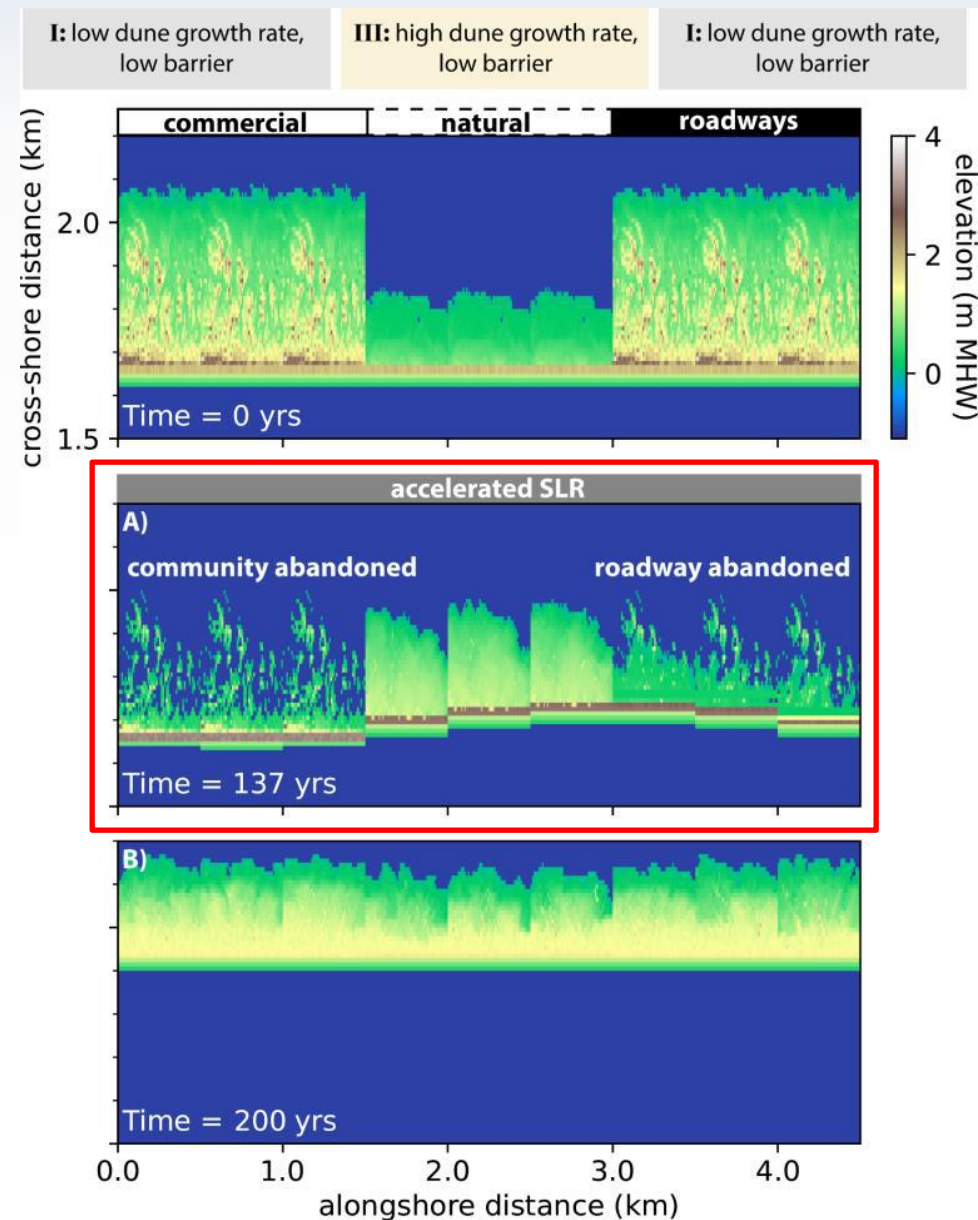 I: low dune growth rate,
low barrier
III: high dune growth rate,
low barrier
I: low dune growth rate,
low barrier
commercial
natural
roadways
cross-shore distance (km)
2.0
1.5
Time = 0 yrs
4
2
0
elevation (m MHW)
accelerated SLR
A)
community abandoned
roadway abandoned
Time = 137 yrs
B)
Time = 200 yrs
0.0
1.0
2.0
3.0
4.0
alongshore distance (km)